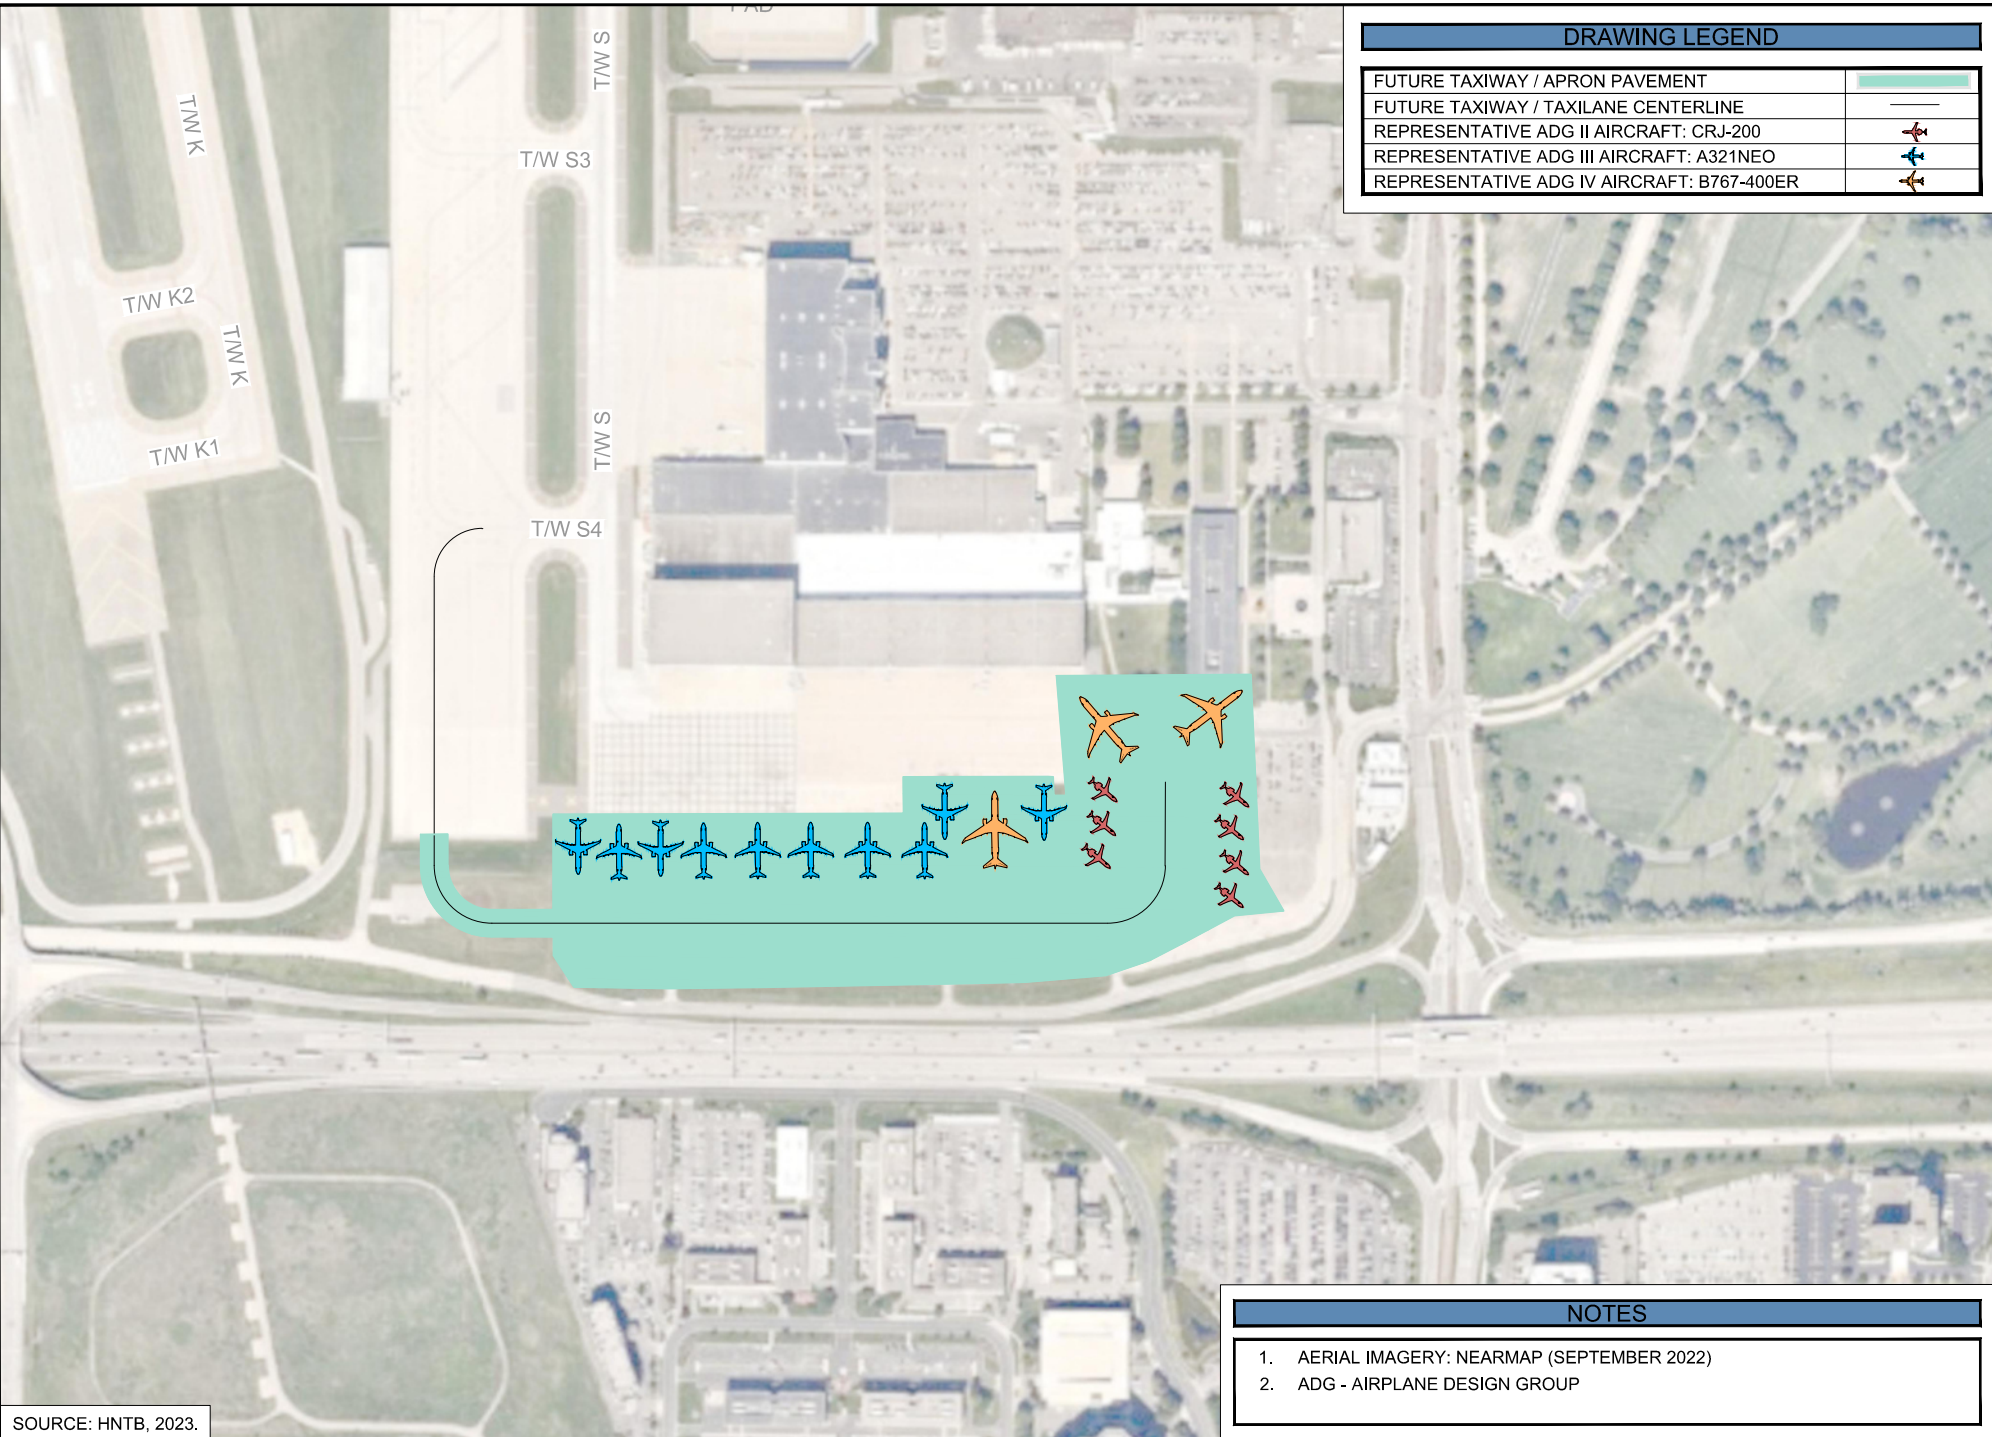 DRAWING LEGEND
FUTURE TAXIWAY / APRON PAVEMENT
FUTURE TAXIWAY / TAXILANE CENTERLINE
REPRESENTATIVE ADG II AIRCRAFT: CRJ-200
REPRESENTATIVE ADG III AIRCRAFT: A321NEO
REPRESENTATIVE ADG IV AIRCRAFT: B767-400ER
T/W S
T/W K
T/W S3
T/W K2
T/W K
T/W K1
T/W S
T/W S4
NOTES
1. AERIAL IMAGERY: NEARMAP (SEPTEMBER 2022)
2. ADG - AIRPLANE DESIGN GROUP
SOURCE: HNTB, 2023.